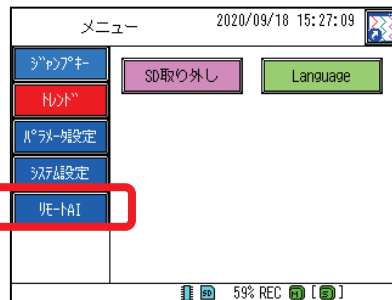 メニュー
2020/09/18 15:27:09
ジャンプキー
SD取り外し
Language
トレンド
パラメータ設定
システム設定
リモートAI
SD 59% REC M [S]